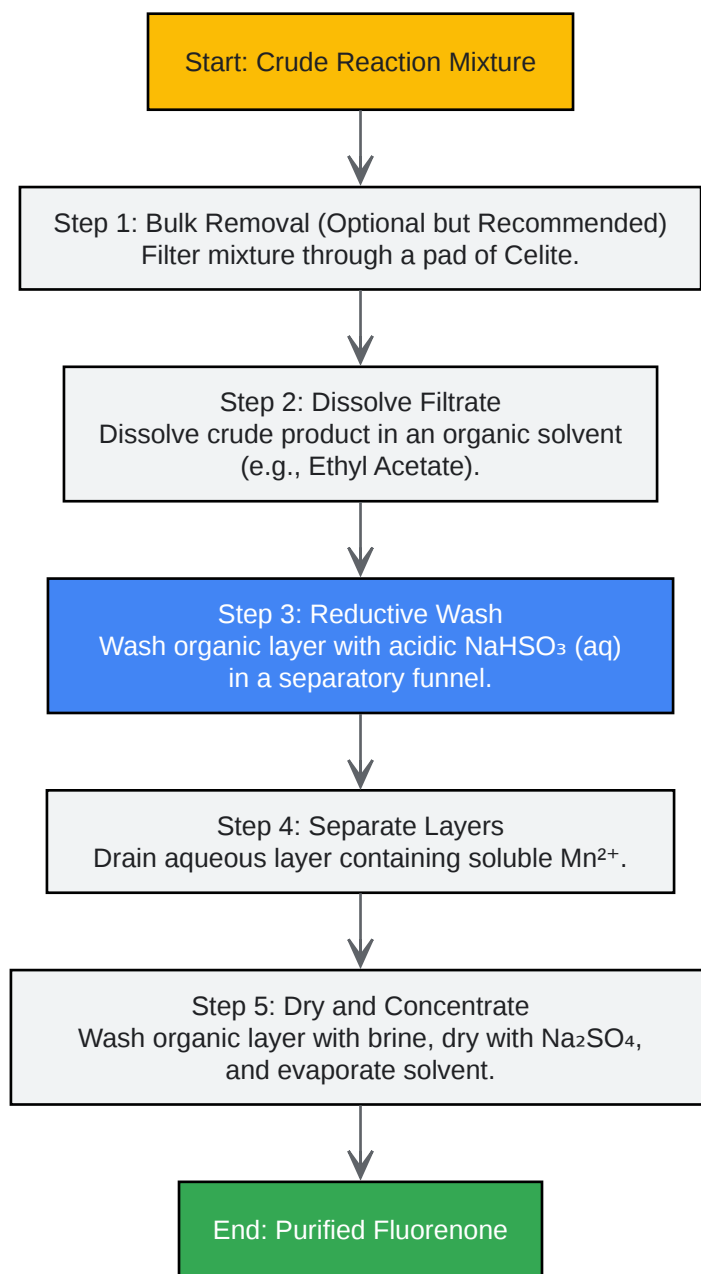 Start: Crude Reaction Mixture
Step 1: Bulk Removal (Optional but Recommended)
Filter mixture through a pad of Celite.
Step 2: Dissolve Filtrate
Dissolve crude product in an organic solvent
(e.g., Ethyl Acetate).
Step 3: Reductive Wash
Wash organic layer with acidic NaHSO₃ (aq)
in a separatory funnel.
Step 4: Separate Layers
Drain aqueous layer containing soluble Mn²⁺.
Step 5: Dry and Concentrate
Wash organic layer with brine, dry with Na₂SO₄,
and evaporate solvent.
End: Purified Fluorenone